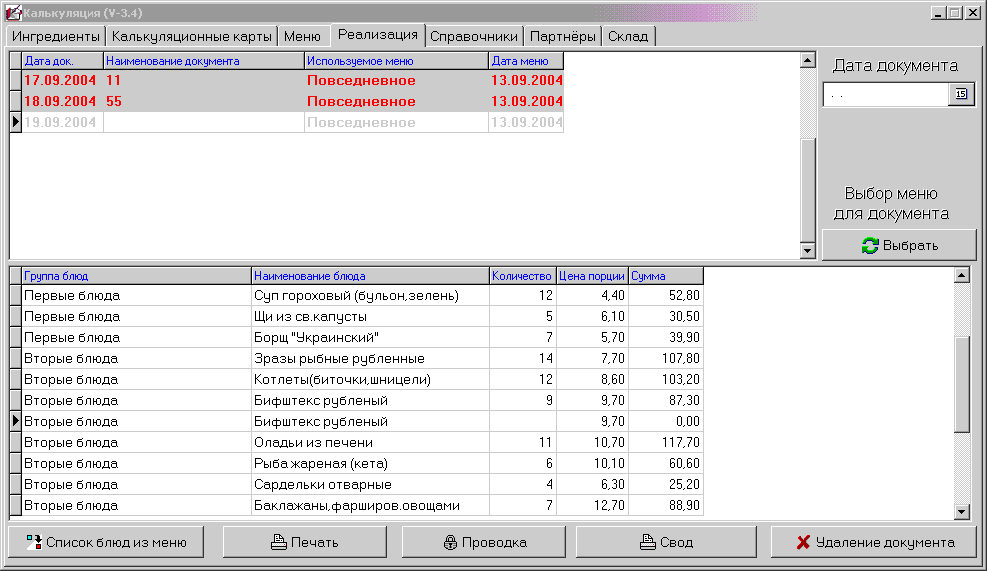 Калькуляция (V-3.4)
Ингредиенты Калькуляционные карты Меню Реализация Справочники Партнёры Склад
Дата док. Наименование документа Используемое меню Дата меню
17.09.2004 11 Повседневное 13.09.2004
18.09.2004 55 Повседневное 13.09.2004
19.09.2004 Повседневное 13.09.2004
Дата документа
. . 15
Выбор меню
для документа
Выбрать
Группа блюд Наименование блюда Количество Цена порции Сумма
Первые блюда Суп гороховый (бульон,зелень) 12 4,40 52,80
Первые блюда Щи из св.капусты 5 6,10 30,50
Первые блюда Борщ "Украинский" 7 5,70 39,90
Вторые блюда Зразы рыбные рубленные 14 7,70 107,80
Вторые блюда Котлеты(биточки,шницели) 12 8,60 103,20
Вторые блюда Бифштекс рубленый 9 9,70 87,30
Вторые блюда Бифштекс рубленый 9,70 0,00
Вторые блюда Оладьи из печени 11 10,70 117,70
Вторые блюда Рыба жареная (кета) 6 10,10 60,60
Вторые блюда Сардельки отварные 4 6,30 25,20
Вторые блюда Баклажаны,фарширов.овощами 7 12,70 88,90
Список блюд из меню Печать Проводка Свод Удаление документа